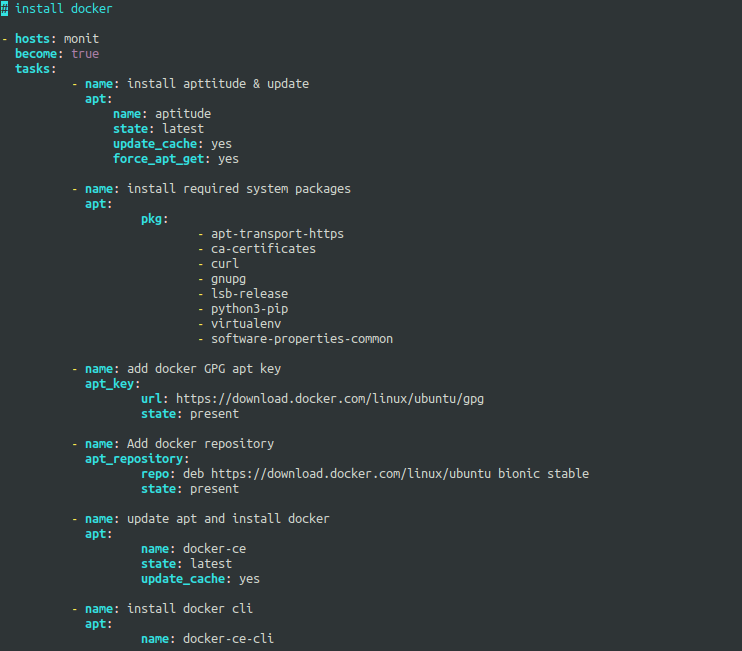 # install docker
- hosts: monit
become: true
tasks:
- name: install apttitude & update
apt:
name: aptitude
state: latest
update_cache: yes
force_apt_get: yes
- name: install required system packages
apt:
pkg:
- apt-transport-https
- ca-certificates
- curl
- gnupg
- lsb-release
- python3-pip
- virtualenv
- software-properties-common
- name: add docker GPG apt key
apt_key:
url: https://download.docker.com/linux/ubuntu/gpg
state: present
- name: Add docker repository
apt_repository:
repo: deb https://download.docker.com/linux/ubuntu bionic stable
state: present
- name: update apt and install docker
apt:
name: docker-ce
state: latest
update_cache: yes
- name: install docker cli
apt:
name: docker-ce-cli